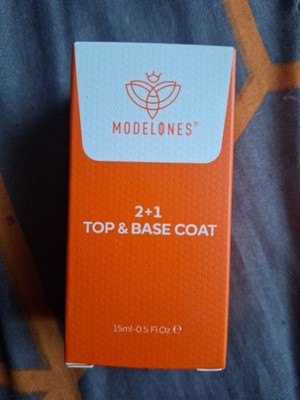 MODELONES®
2+1
TOP & BASE COAT
15ml-0.5 Fl Oz ℮